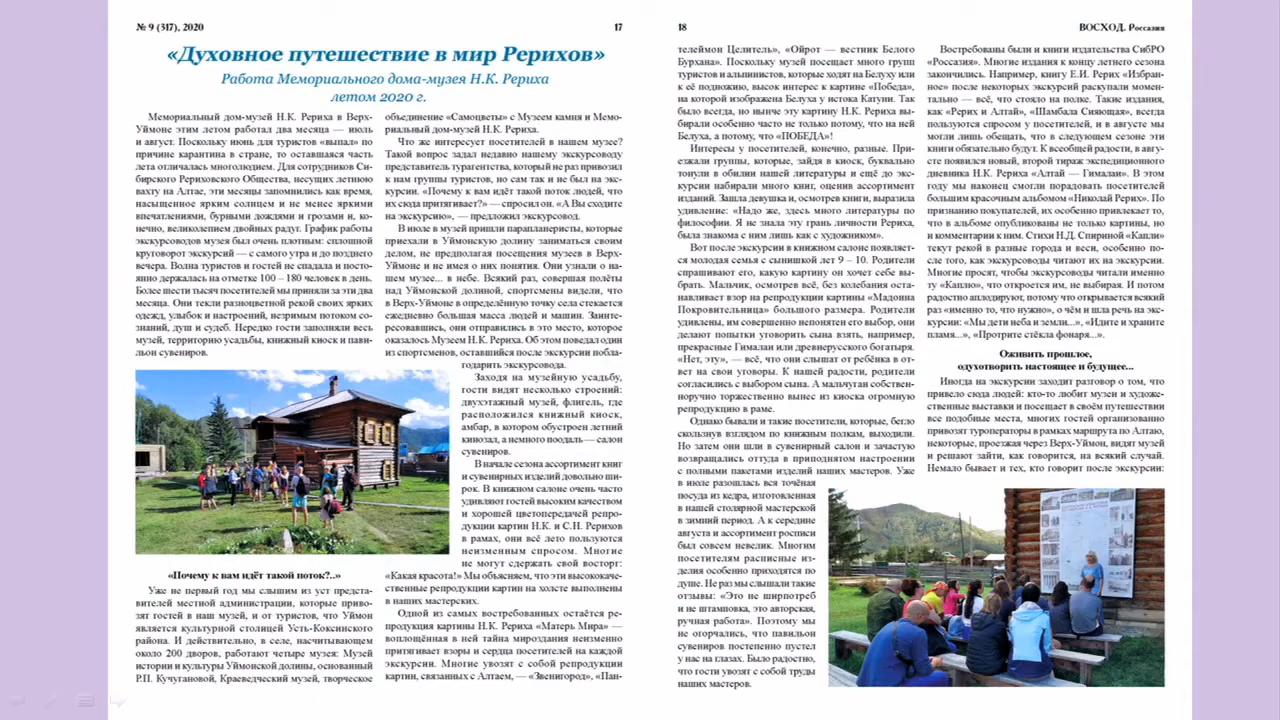 № 9 (317), 2020
17
«Духовное путешествие в мир Рерихов»
Работа Мемориального дома-музея Н.К. Рериха
летом 2020 г.
Мемориальный дом-музей Н.К. Рериха в Верх-
Уймоне этим летом работал два месяца — июль
и август. Поскольку июнь для туристов «выпал» по
причине карантина в стране, то оставшаяся часть
лета отличалась многолюдием. Для сотрудников Си-
бирского Рериховского Общества, несущих летнюю
вахту на Алтае, эти месяцы запомнились как время,
насыщенное ярким солнцем и не менее яркими
впечатлениями, бурными дождями и грозами и, ко-
нечно, великолепием двойных радуг. График работы
экскурсоводов музея был очень плотным: сплошной
круговорот экскурсий — с самого утра и до позднего
вечера. Волна туристов и гостей не спадала и посто-
янно держалась на отметке 100 – 180 человек в день.
Более шести тысяч посетителей мы приняли за эти два
месяца. Они текли разноцветной рекой своих ярких
одежд, улыбок и настроений, незримым потоком со-
знаний, душ и судеб. Нередко гости заполняли весь
музей, территорию усадьбы, книжный киоск и пави-
льон сувениров.
«Почему к вам идёт такой поток?..»
Уже не первый год мы слышим из уст предста-
вителей местной администрации, которые приво-
зят гостей в наш музей, и от туристов, что Уймон
является культурной столицей Усть-Коксинского
района. И действительно, в селе, насчитывающем
около 200 дворов, работают четыре музея: Музей
истории и культуры Уймонской долины, основанный
Р.П. Кучугановой, Краеведческий музей, творческое
объединение «Самоцветы» с Музеем камня и Мемо-
риальный дом-музей Н.К. Рериха.
Что же интересует посетителей в нашем музее?
Такой вопрос задал недавно нашему экскурсоводу
представитель турагентства, который не раз привозил
к нам группы туристов, но сам так и не был на экс-
курсии. «Почему к вам идёт такой поток людей, что
их сюда притягивает?» — спросил он. «А Вы сходите
на экскурсию», — предложил экскурсовод.
В июле в музей пришли парапланеристы, которые
приехали в Уймонскую долину заниматься своим
делом, не предполагая посещения музеев в Верх-
Уймоне и не имея о них понятия. Они узнали о на-
шем музее... в небе. Всякий раз, совершая полёты
над Уймонской долиной, спортсмены видели, что
в Верх-Уймоне в определённую точку села стекается
ежедневно большая масса людей и машин. Заинте-
ресовавшись, они отправились в это место, которое
оказалось Музеем Н.К. Рериха. Об этом поведал один
из спортсменов, оставшийся после экскурсии побла-
годарить экскурсовода.
Заходя на музейную усадьбу,
гости видят несколько строений:
двухэтажный музей, флигель, где
расположился книжный киоск,
амбар, в котором обустроен летний
кинозал, а немного поодаль — салон
сувениров.
В начале сезона ассортимент книг
и сувенирных изделий довольно ши-
рок. В книжном салоне очень часто
удивляют гостей высоким качеством
и хорошей цветопередачей репро-
дукции картин Н.К. и С.Н. Рерихов
в рамах, они всё лето пользуются
неизменным спросом. Многие
не могут сдержать свой восторг:
«Какая красота!» Мы объясняем, что эти высококаче-
ственные репродукции картин на холсте выполнены
в наших мастерских.
Одной из самых востребованных остаётся ре-
продукция картины Н.К. Рериха «Матерь Мира» —
воплощённая в ней тайна мироздания неизменно
притягивает взоры и сердца посетителей на каждой
экскурсии. Многие увозят с собой репродукции
картин, связанных с Алтаем, — «Звенигород», «Пан-
18
ВОСХОД. Россазия
телеймон Целитель», «Ойрот — вестник Белого
Бурхана». Поскольку музей посещает много групп
туристов и альпинистов, которые ходят на Белуху или
к её подножию, высок интерес к картине «Победа»,
на которой изображена Белуха у истока Катуни. Так
было всегда, но нынче эту картину Н.К. Рериха вы-
бирали особенно часто не только потому, что на ней
Белуха, а потому, что «ПОБЕДА»!
Интересы у посетителей, конечно, разные. При-
езжали группы, которые, зайдя в киоск, буквально
тонули в обилии нашей литературы и ещё до экс-
курсии набирали много книг, оценив ассортимент
изданий. Зашла девушка и, осмотрев книги, выразила
удивление: «Надо же, здесь много литературы по
философии. Я не знала эту грань личности Рериха,
была знакома с ним лишь как с художником».
Вот после экскурсии в книжном салоне появляет-
ся молодая семья с сынишкой лет 9 – 10. Родители
спрашивают его, какую картину он хочет себе вы-
брать. Мальчик, осмотрев всё, без колебания оста-
навливает взор на репродукции картины «Мадонна
Покровительница» большого размера. Родители
удивлены, им совершенно непонятен его выбор, они
делают попытки уговорить сына взять, например,
прекрасные Гималаи или древнерусского богатыря.
«Нет, эту», — всё, что они слышат от ребёнка в от-
вет на свои уговоры. К нашей радости, родители
согласились с выбором сына. А мальчуган собствен-
норучно торжественно вынес из киоска огромную
репродукцию в раме.
Однако бывали и такие посетители, которые, бегло
скользнув взглядом по книжным полкам, выходили.
Но затем они шли в сувенирный салон и зачастую
возвращались оттуда в приподнятом настроении
с полными пакетами изделий наших мастеров. Уже
в июле разошлась вся точёная
посуда из кедра, изготовленная
в нашей столярной мастерской
в зимний период. А к середине
августа и ассортимент росписи
был совсем невелик. Многим
посетителям расписные из-
делия особенно приходятся по
душе. Не раз мы слышали такие
отзывы: «Это не ширпотреб
и не штамповка, это авторская,
ручная работа». Поэтому мы
не огорчались, что павильон
сувениров постепенно пустел
у нас на глазах. Было радостно,
что гости увозят с собой труды
наших мастеров.
Востребованы были и книги издательства СибРО
«Россазия». Многие издания к концу летнего сезона
закончились. Например, книгу Е.И. Рерих «Избран-
ное» после некоторых экскурсий раскупали момен-
тально — всё, что стояло на полке. Такие издания,
как «Рерих и Алтай», «Шамбала Сияющая», всегда
пользуются спросом у посетителей, и в августе мы
могли лишь обещать, что в следующем сезоне эти
книги обязательно будут. К всеобщей радости, в авгу-
сте появился новый, второй тираж экспедиционного
дневника Н.К. Рериха «Алтай — Гималаи». В этом
году мы наконец смогли порадовать посетителей
большим красочным альбомом «Николай Рерих». По
признанию покупателей, их особенно привлекает то,
что в альбоме опубликованы не только картины, но
и комментарии к ним. Стихи Н.Д. Спириной «Капли»
текут рекой в разные города и веси, особенно по-
сле того, как экскурсоводы читают их на экскурсии.
Многие просят, чтобы экскурсоводы читали именно
ту «Каплю», что откроется им, не выбирая. И потом
радостно аплодируют, потому что открывается всякий
раз «именно то, что нужно», о чём и шла речь на экс-
курсии: «Мы дети неба и земли...», «Идите и храните
пламя...», «Протрите стёкла фонаря...».
Оживить прошлое,
одухотворить настоящее и будущее...
Иногда на экскурсии заходит разговор о том, что
привело сюда людей: кто-то любит музеи и художе-
ственные выставки и посещает в своём путешествии
все подобные места, многих гостей организованно
привозят туроператоры в рамках маршрута по Алтаю,
некоторые, проезжая через Верх-Уймон, видят музей
и решают зайти, как говорится, на всякий случай.
Немало бывает и тех, кто говорит после экскурсии: